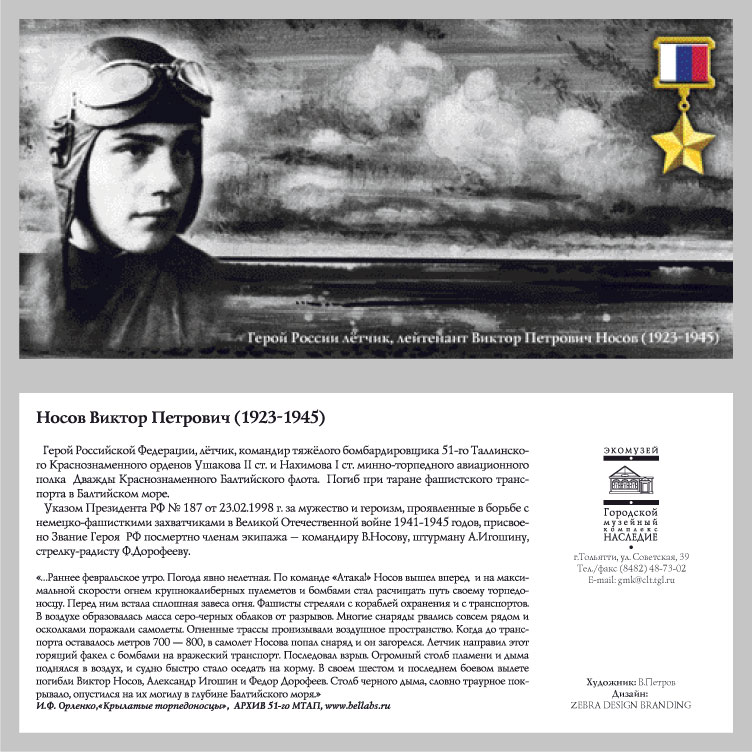 Герой России лётчик, лейтенант Виктор Петрович Носов (1923-1945)
Носов Виктор Петрович (1923-1945)
Герой Российской Федерации, лётчик, командир тяжёлого бомбардировщика 51-го Таллинско-
го Краснознаменного орденов Ушакова II ст. и Нахимова I ст. минно-торпедного авиационного
полка Дважды Краснознаменного Балтийского флота. Погиб при таране фашистского транс-
порта в Балтийском море.
Указом Президента РФ № 187 от 23.02.1998 г. за мужество и героизм, проявленные в борьбе с
немецко-фашисткими захватчиками в Великой Отечественной войне 1941-1945 годов, присвое-
но Звание Героя РФ посмертно членам экипажа — командиру В.Носову, штурману А.Игошину,
стрелку-радисту Ф.Дорофееву.
«...Раннее февральское утро. Погода явно нелетная. По команде «Атака!» Носов вышел вперед и на макси-
мальной скорости огнем крупнокалиберных пулеметов и бомбами стал расчищать путь своему торпедо-
носцу. Перед ним встала сплошная завеса огня. Фашисты стреляли с кораблей охранения и с транспортов.
В воздухе образовалась масса серо-черных облаков от разрывов. Многие снаряды рвались совсем рядом и
осколками поражали самолеты. Огненные трассы пронизывали воздушное пространство. Когда до транс-
порта оставалось метров 700 — 800, в самолет Носова попал снаряд и он загорелся. Летчик направил этот
горящий факел с бомбами на вражеский транспорт. Последовал взрыв. Огромный столб пламени и дыма
поднялся в воздух, и судно быстро стало оседать на корму. В своем шестом и последнем боевом вылете
погибли Виктор Носов, Александр Игошин и Федор Дорофеев. Столб черного дыма, словно траурное пок-
рывало, опустился на их могилу в глубине Балтийского моря.»
И.Ф. Орленко,«Крылатые торпедоносцы», АРХИВ 51-го МТАП, www.bellabs.ru
ЭКОМУЗЕЙ
Городской
музейный
комплекс
НАСЛЕДИЕ
г.Тольятти, ул. Советская, 39
Тел./факс (8482) 48-73-02
E-mail: gmk@clt.tgl.ru
Художник: В.Петров
Дизайн:
ZEBRA DESIGN BRANDING